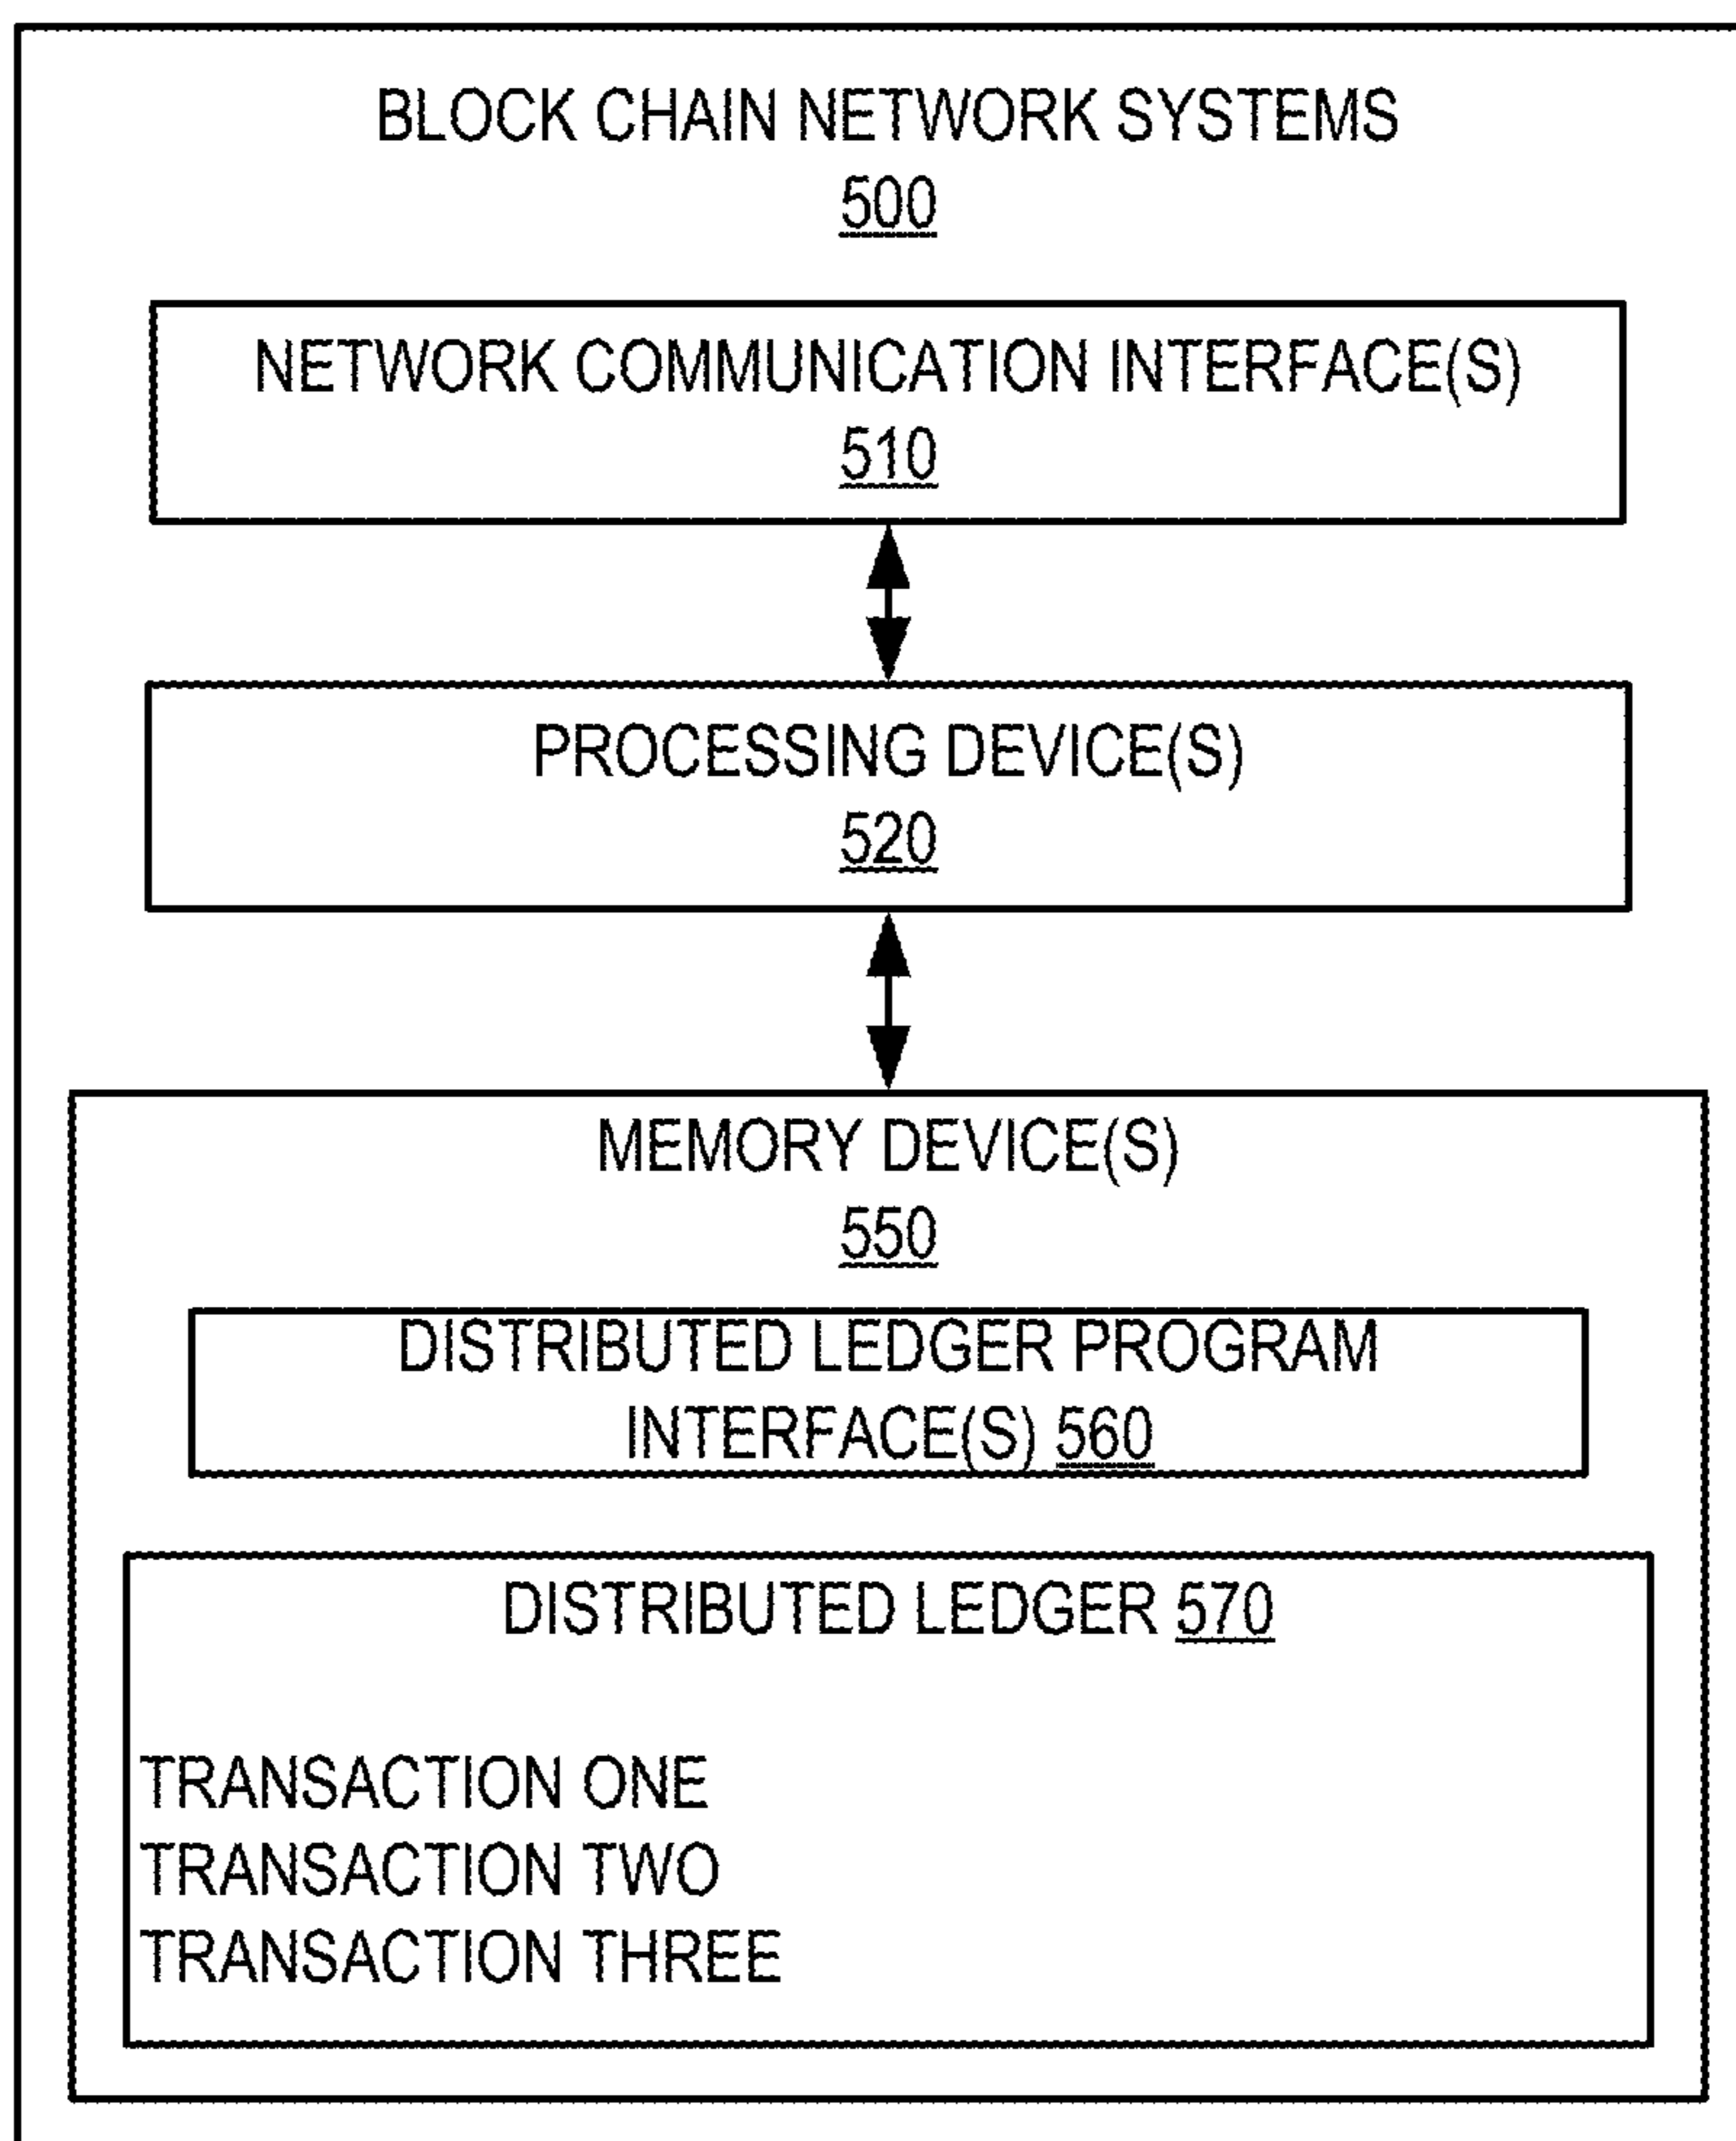 BLOCK CHAIN NETWORK SYSTEMS
500
NETWORK COMMUNICATION INTERFACE(S)
510
PROCESSING DEVICE(S)
520
MEMORY DEVICE(S)
550
DISTRIBUTED LEDGER PROGRAM
INTERFACE(S) 560
DISTRIBUTED LEDGER 570
TRANSACTION ONE
TRANSACTION TWO
TRANSACTION THREE